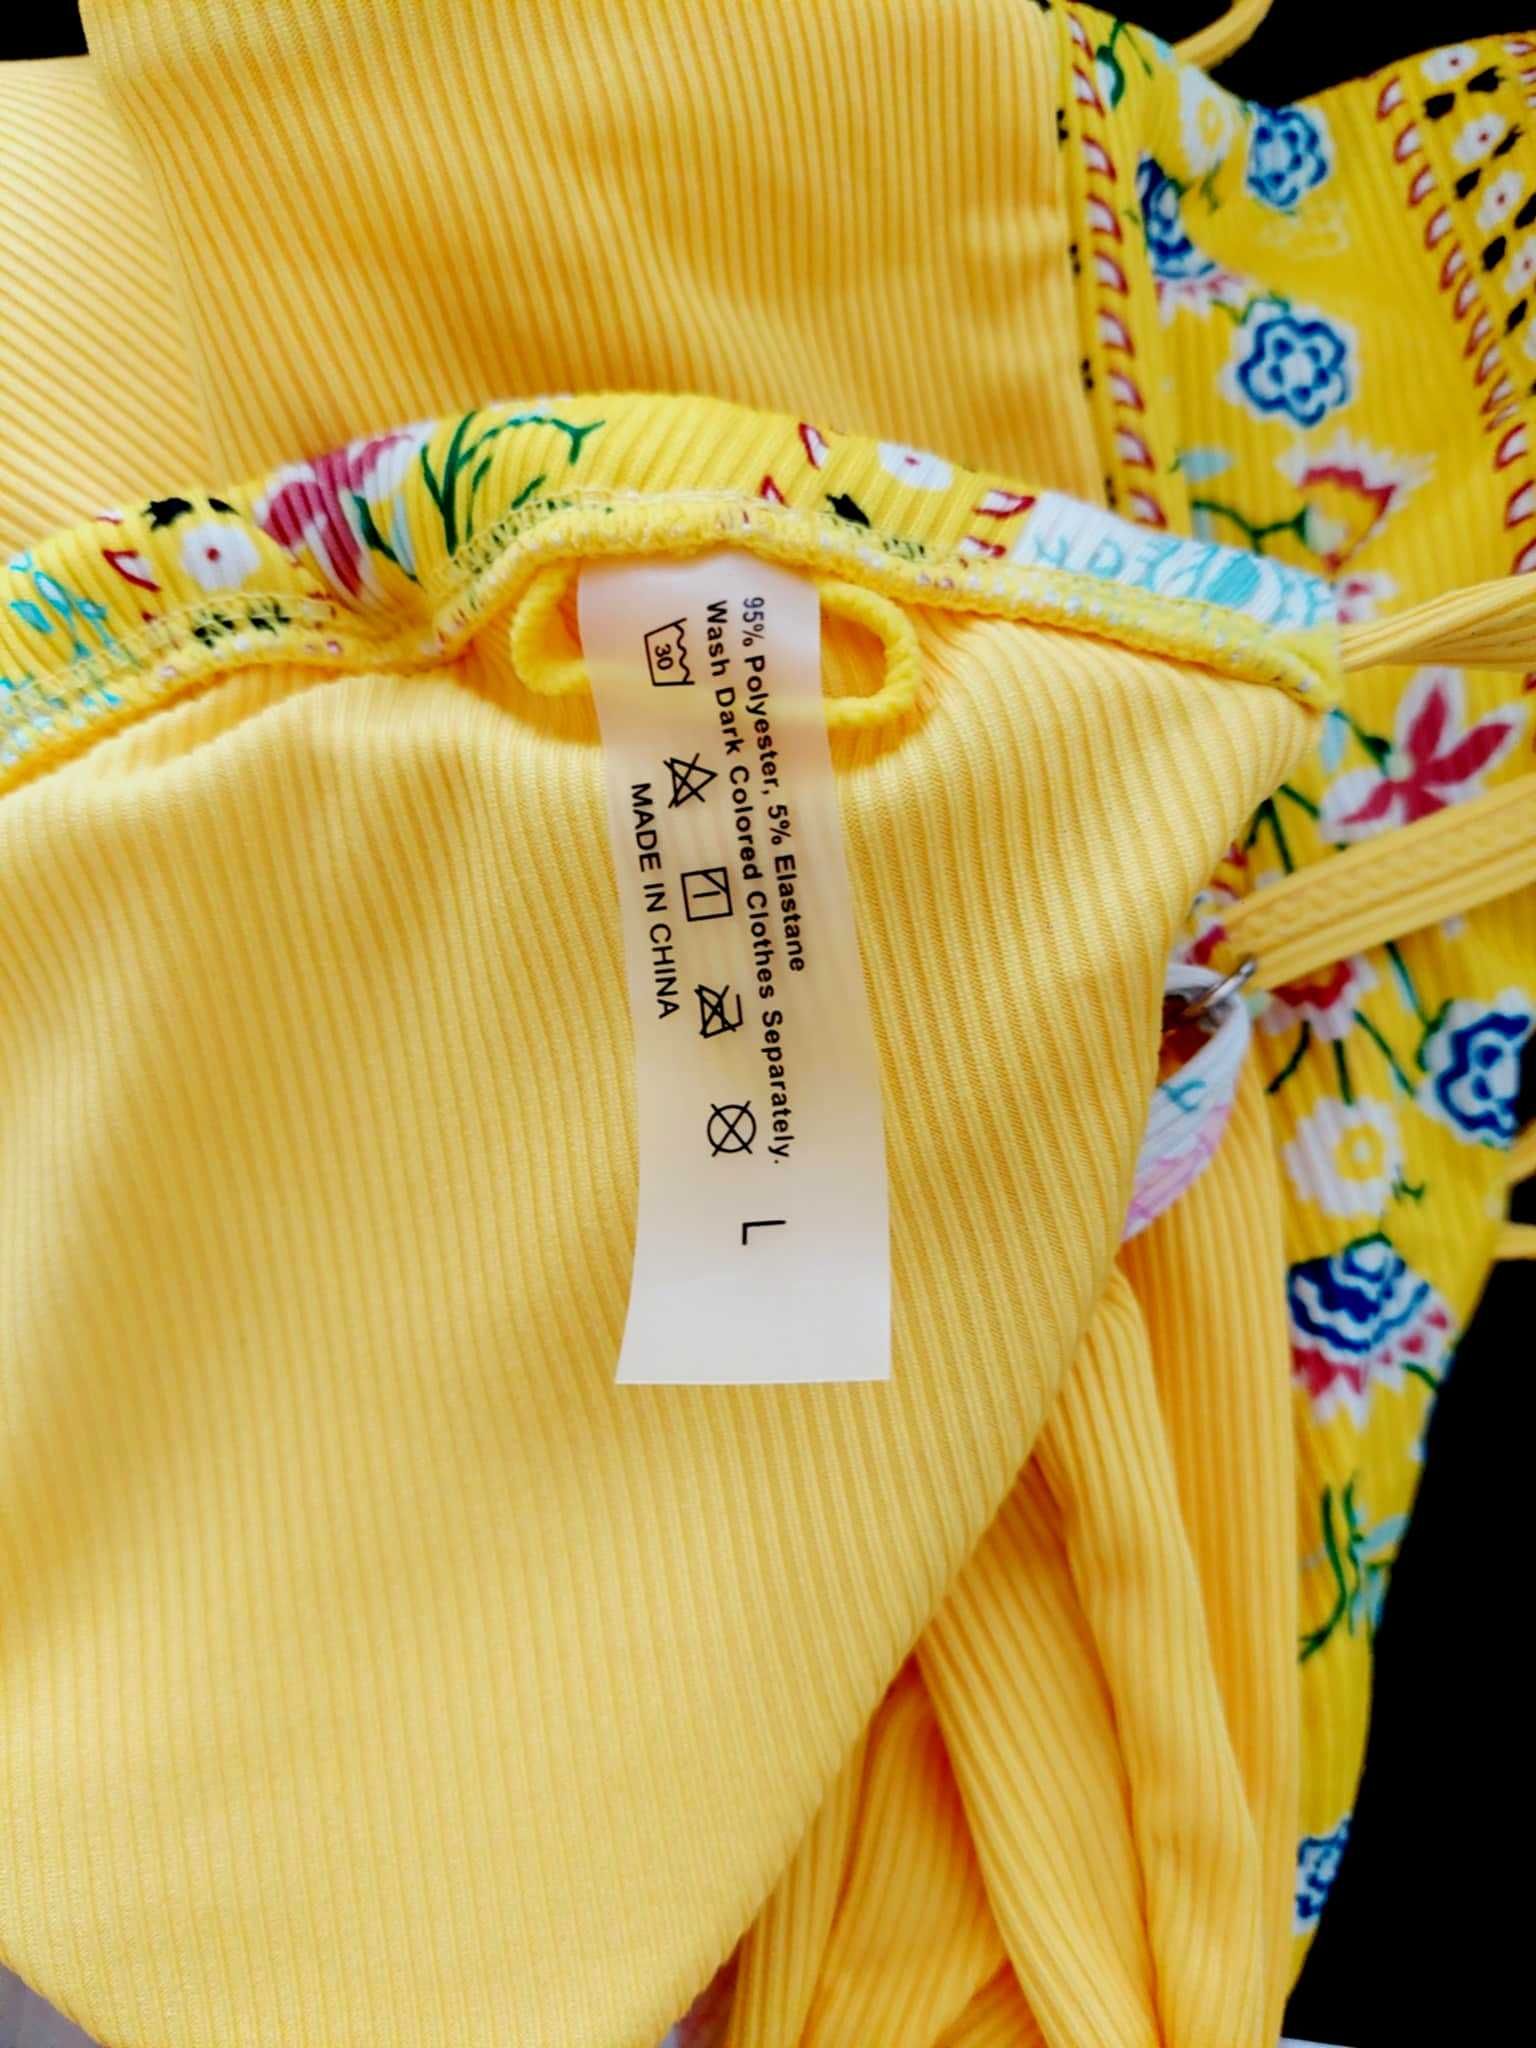 95% Polyester, 5% Elastane
Wash Dark Colored Clothes Separately.
30
MADE IN CHINA
L